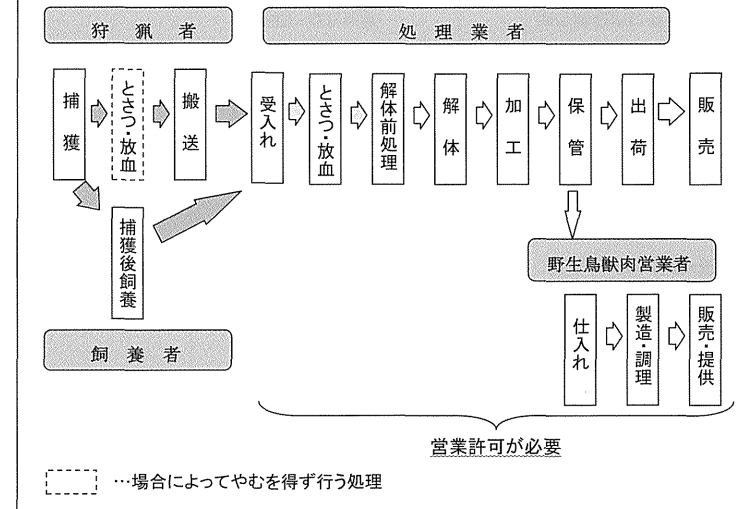 狩猟者
処理業者
捕獲
とさつ・放血
搬送
受入れ
とさつ・放血
解体前処理
解体
加工
保管
出荷
販売
捕獲後飼養
野生鳥獣肉営業者
仕入れ
製造・調理
販売・提供
飼養者
営業許可が必要
…場合によってやむを得ず行う処理